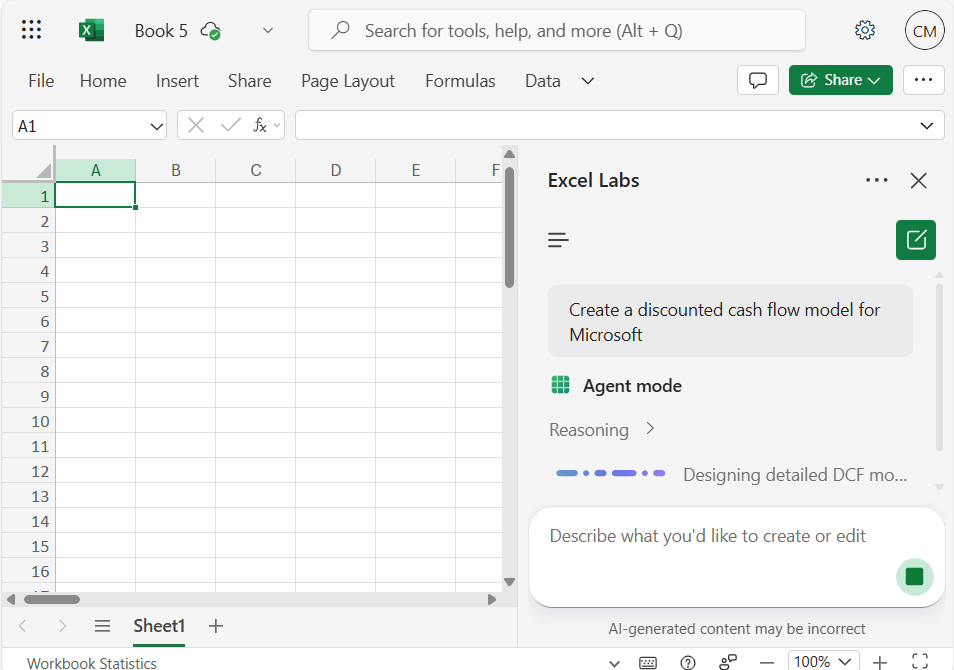 Book 5
Search for tools, help, and more (Alt + Q)
CM
File Home Insert Share Page Layout Formulas Data
Share
A1
fx
A B C D E F
1
2
3
4
5
6
7
8
9
10
11
12
13
14
15
16
Excel Labs
Create a discounted cash flow model for
Microsoft
Agent mode
Reasoning
Designing detailed DCF mo...
Describe what you'd like to create or edit
AI-generated content may be incorrect
Sheet1
Workbook Statistics
100%